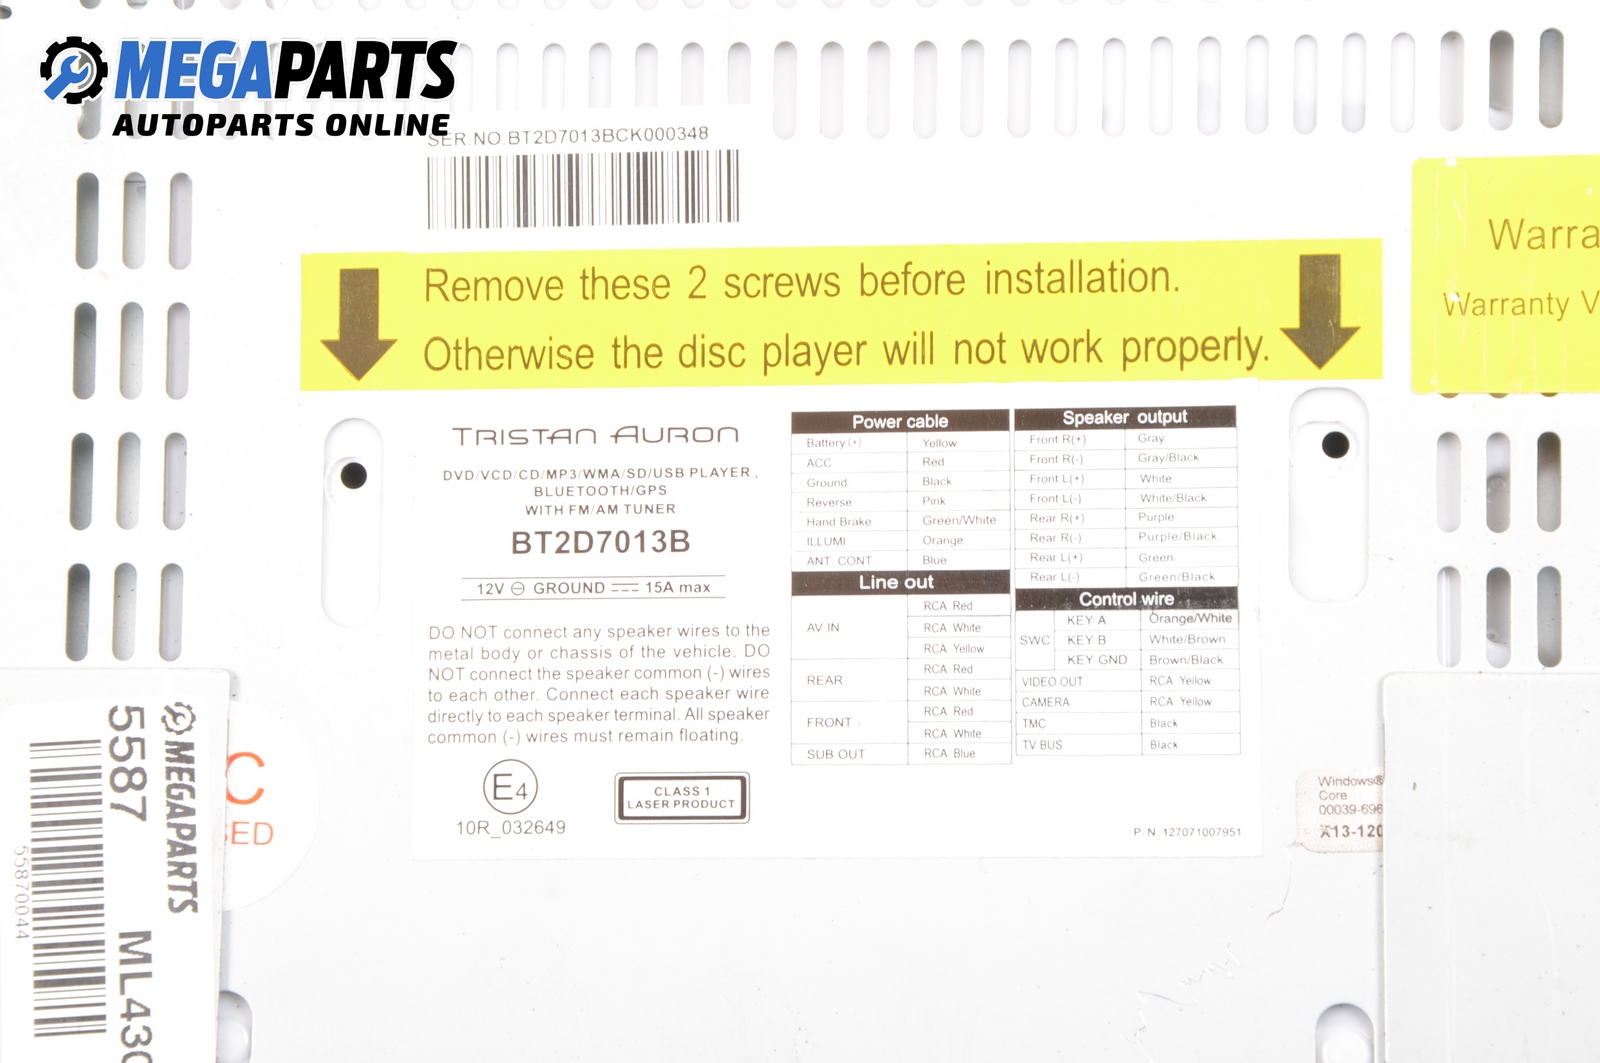 MEGAPARTS
AUTOPARTS ONLINE
SER.NO.BT2D7013BCK000348
Remove these 2 screws before installation.
Otherwise the disc player will not work properly.
Warra
Warranty V
TRISTAN AURON
DVD/VCD/CD/MP3/WMA/SD/USB PLAYER,
BLUETOOTH/GPS
WITH FM/AM TUNER
BT2D7013B
12V ⊖ GROUND ⎓ 15A max
DO NOT connect any speaker wires to the
metal body or chassis of the vehicle. DO
NOT connect the speaker common (-) wires
to each other. Connect each speaker wire
directly to each speaker terminal. All speaker
common (-) wires must remain floating.
E4
10R_032649
CLASS 1
LASER PRODUCT
Power cable
Battery(+) Yellow
ACC Red
Ground Black
Reverse Pink
Hand Brake Green/White
ILLUMI Orange
ANT. CONT Blue
Line out
AV IN RCA Red
RCA White
RCA Yellow
REAR RCA Red
RCA White
FRONT RCA Red
RCA White
SUB OUT RCA Blue
Speaker output
Front R(+) Gray
Front R(-) Gray/Black
Front L(+) White
Front L(-) White/Black
Rear R(+) Purple
Rear R(-) Purple/Black
Rear L(+) Green
Rear L(-) Green/Black
Control wire
SWC KEY A Orange/White
KEY B White/Brown
KEY GND Brown/Black
VIDEO OUT RCA Yellow
CAMERA RCA Yellow
TMC Black
TV BUS Black
P/N: 127071007951
Windows®
Core
00039-696
X13-120
C
SED
MEGAPARTS
5587 ML430
55870044